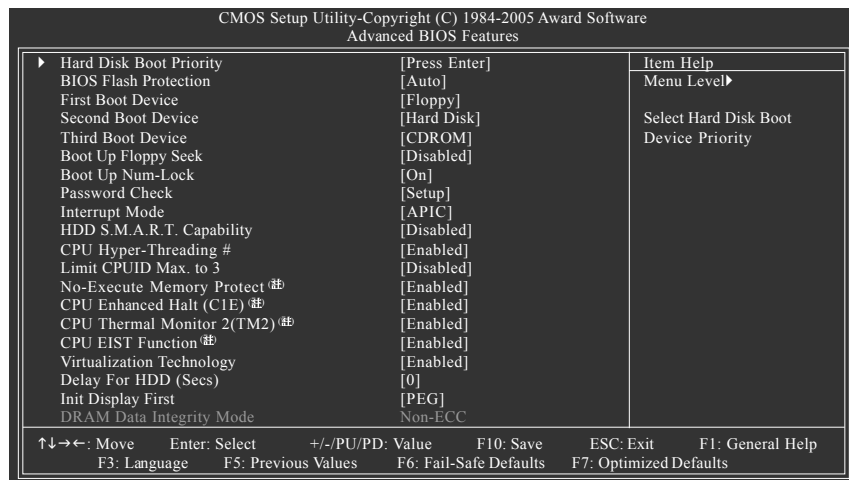 CMOS Setup Utility-Copyright (C) 1984-2005 Award Software
Advanced BIOS Features
Hard Disk Boot Priority [Press Enter] Item Help
BIOS Flash Protection [Auto] Menu Level
First Boot Device [Floppy]
Second Boot Device [Hard Disk] Select Hard Disk Boot
Third Boot Device [CDROM] Device Priority
Boot Up Floppy Seek [Disabled]
Boot Up Num-Lock [On]
Password Check [Setup]
Interrupt Mode [APIC]
HDD S.M.A.R.T. Capability [Disabled]
CPU Hyper-Threading # [Enabled]
Limit CPUID Max. to 3 [Disabled]
No-Execute Memory Protect (註) [Enabled]
CPU Enhanced Halt (C1E) (註) [Enabled]
CPU Thermal Monitor 2(TM2) (註) [Enabled]
CPU EIST Function (註) [Enabled]
Virtualization Technology [Enabled]
Delay For HDD (Secs) [0]
Init Display First [PEG]
DRAM Data Integrity Mode Non-ECC
↑↓→←: Move Enter: Select +/-/PU/PD: Value F10: Save ESC: Exit F1: General Help
F3: Language F5: Previous Values F6: Fail-Safe Defaults F7: Optimized Defaults